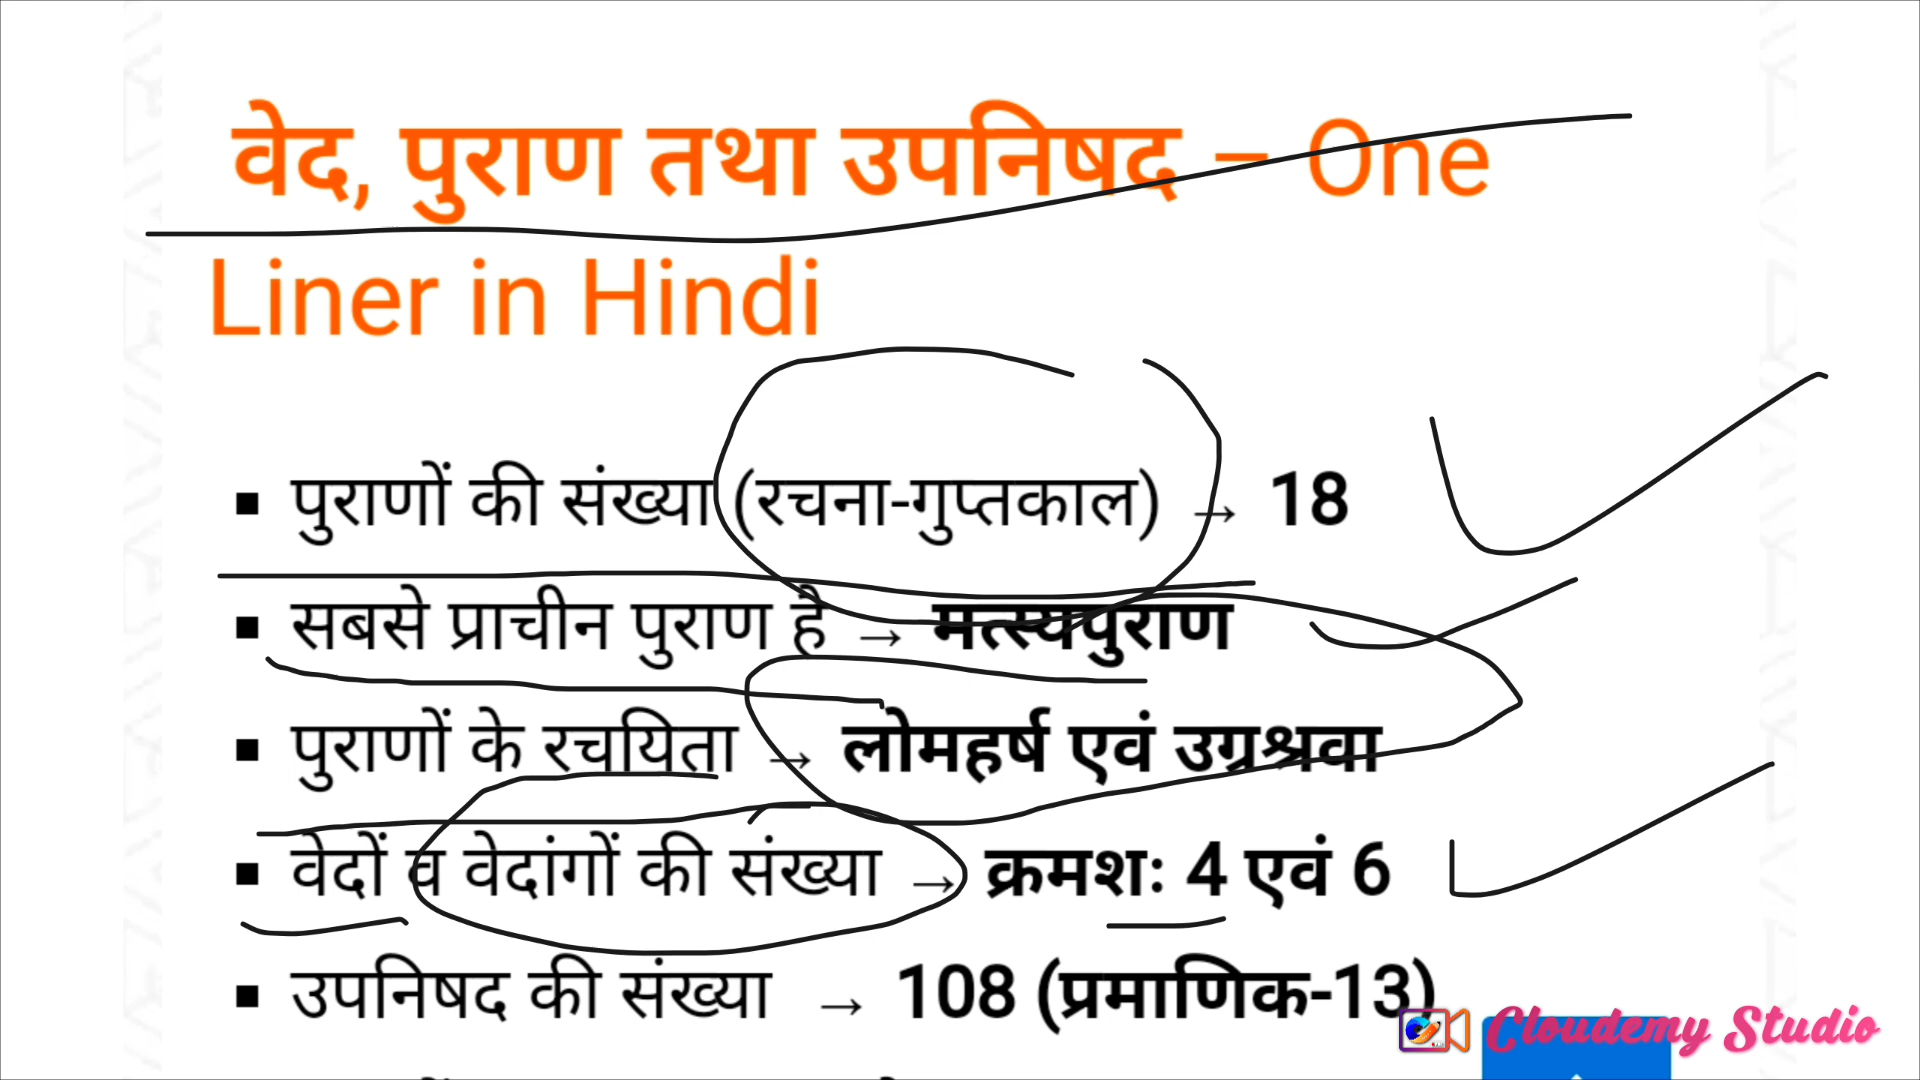 वेद, पुराण तथा उपनिषद – One
Liner in Hindi
▪ पुराणों की संख्या (रचना-गुप्तकाल) → 18
▪ सबसे प्राचीन पुराण है → मत्स्यपुराण
▪ पुराणों के रचयिता → लोमहर्ष एवं उग्रश्रवा
▪ वेदों व वेदांगों की संख्या → क्रमशः 4 एवं 6
▪ उपनिषद की संख्या → 108 (प्रमाणिक-13)
Cloudemy Studio